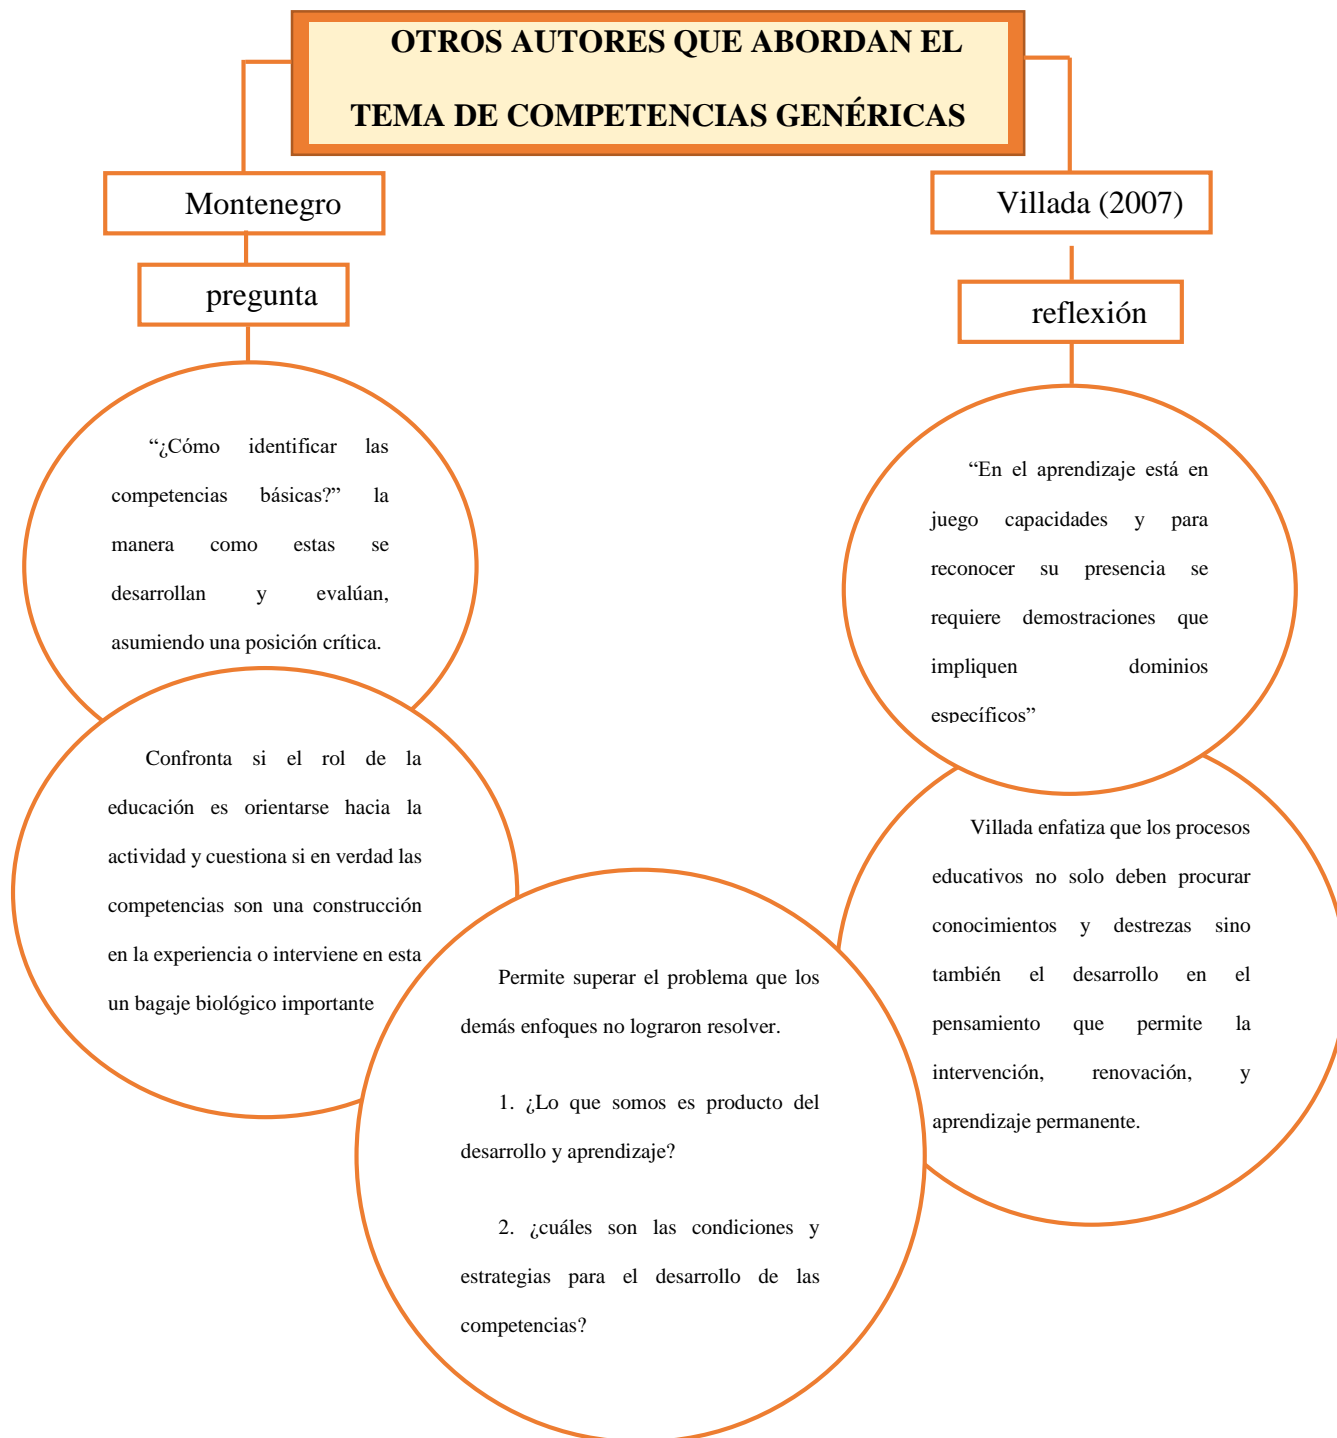 OTROS AUTORES QUE ABORDAN EL
TEMA DE COMPETENCIAS GENÉRICAS
Montenegro
pregunta
“¿Cómo identificar las
competencias básicas?” la
manera como estas se
desarrollan y evalúan,
asumiendo una posición crítica.
Confronta si el rol de la
educación es orientarse hacia la
actividad y cuestiona si en verdad las
competencias son una construcción
en la experiencia o interviene en esta
un bagaje biológico importante
Villada (2007)
reflexión
“En el aprendizaje está en
juego capacidades y para
reconocer su presencia se
requiere demostraciones que
impliquen dominios
específicos”
Villada enfatiza que los procesos
educativos no solo deben procurar
conocimientos y destrezas sino
también el desarrollo en el
pensamiento que permite la
intervención, renovación, y
aprendizaje permanente.
Permite superar el problema que los
demás enfoques no lograron resolver.
1. ¿Lo que somos es producto del
desarrollo y aprendizaje?
2. ¿cuáles son las condiciones y
estrategias para el desarrollo de las
competencias?